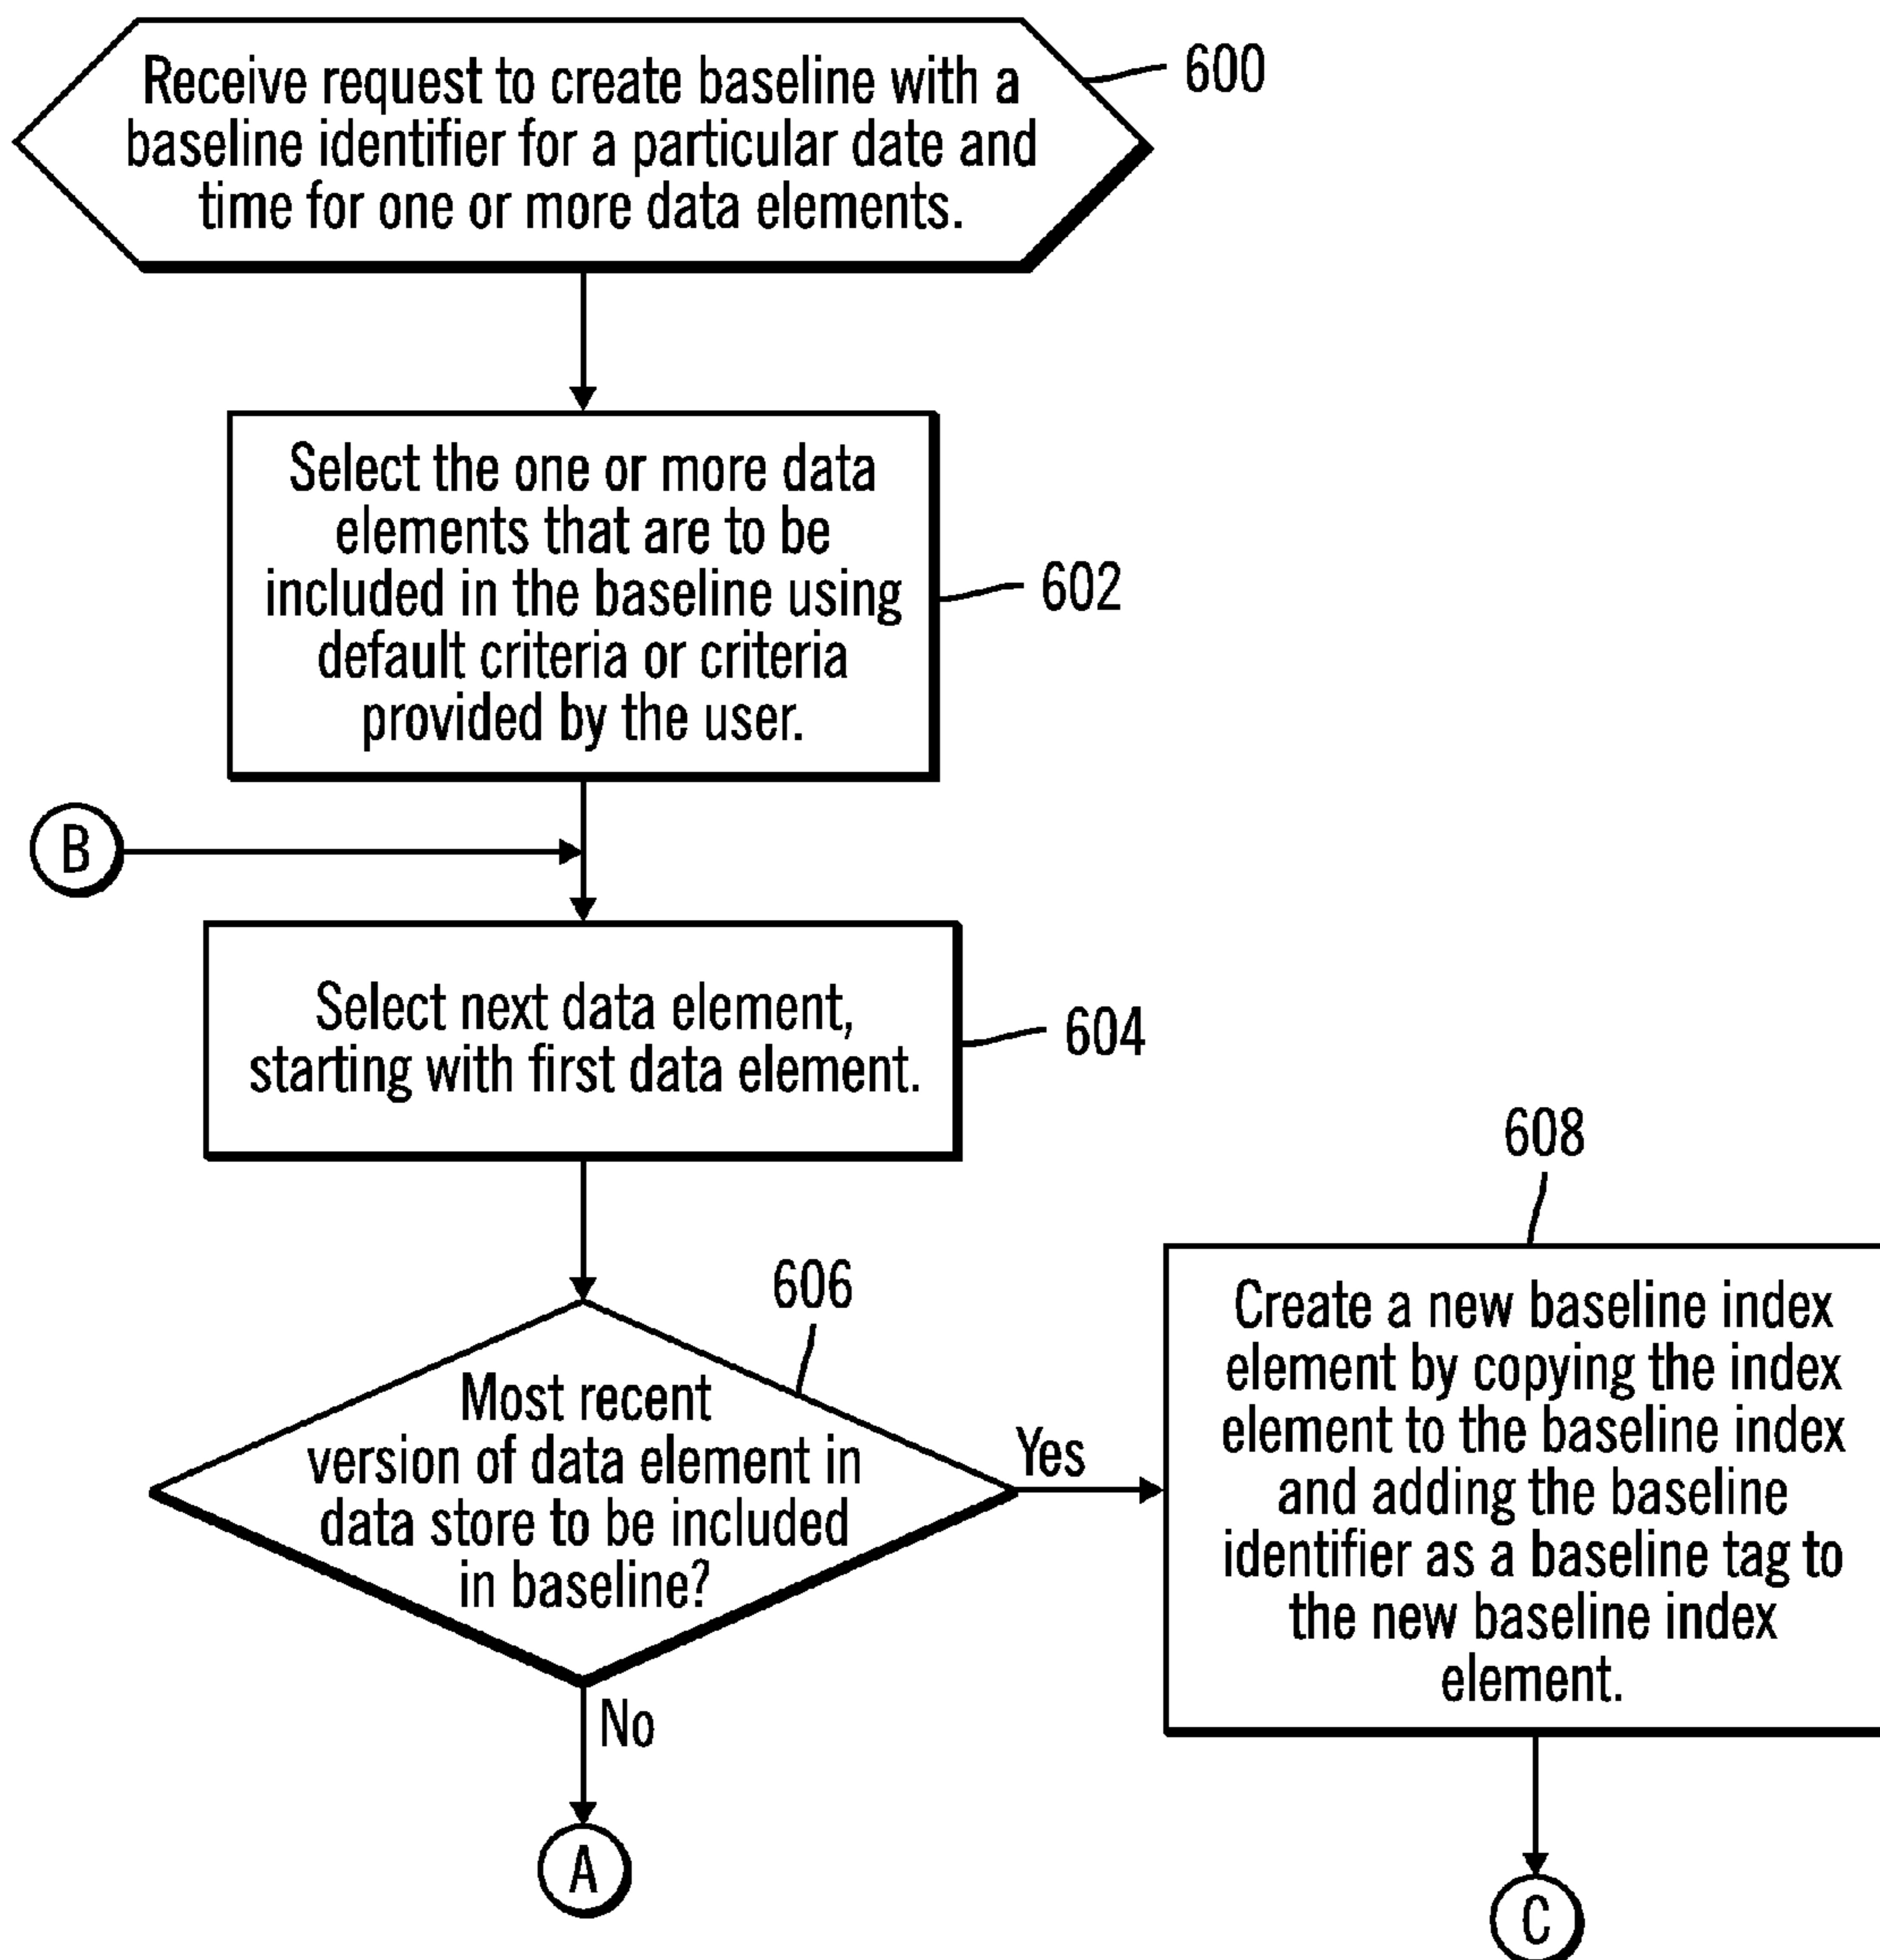 Receive request to create baseline with a
baseline identifier for a particular date and
time for one or more data elements.
600
Select the one or more data
elements that are to be
included in the baseline using
default criteria or criteria
provided by the user.
602
B
Select next data element,
starting with first data element.
604
606
Most recent
version of data element in
data store to be included
in baseline?
Yes
No
A
608
Create a new baseline index
element by copying the index
element to the baseline index
and adding the baseline
identifier as a baseline tag to
the new baseline index
element.
C